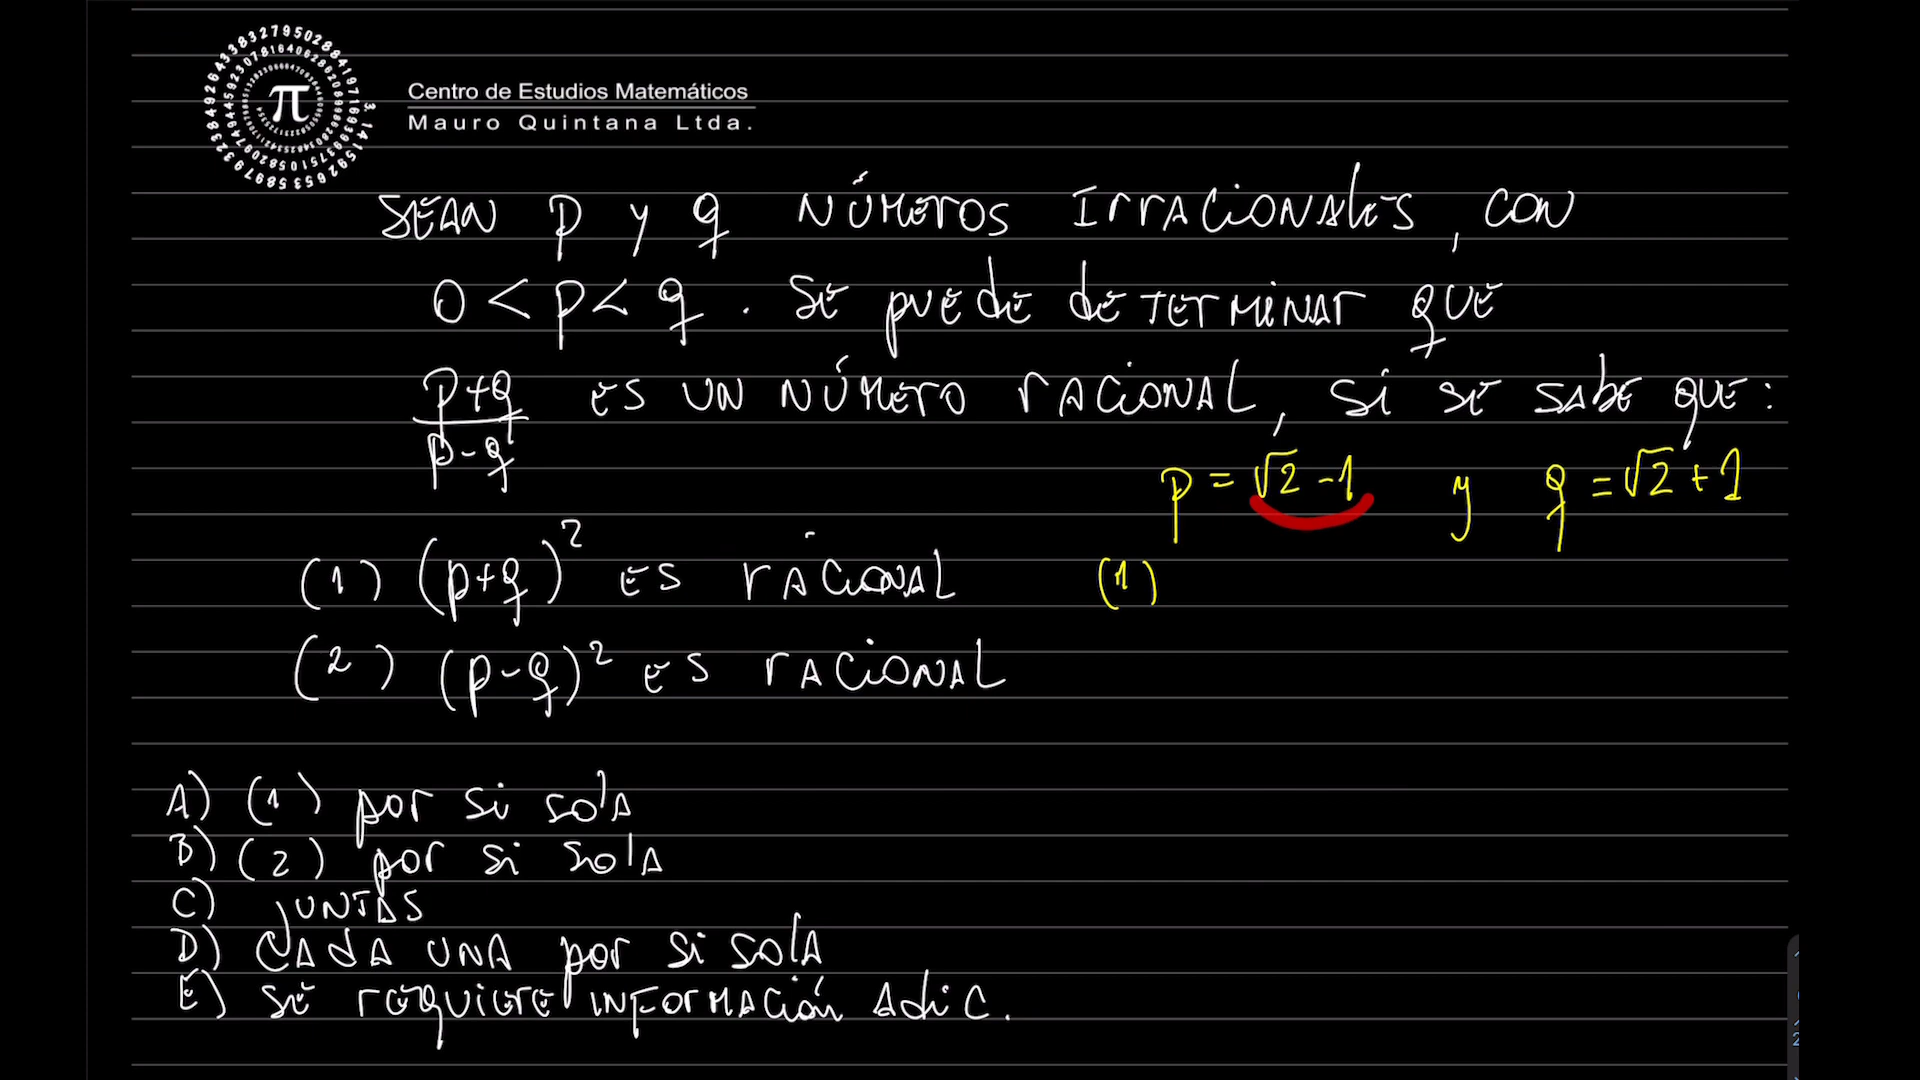 Centro de Estudios Matemáticos
Mauro Quintana Ltda.
SEAN p y q NÚMEROS IrrACiONAles, CON
0 < p < q. SE puede deTERMiNAr QUE
p+q/p-q ES UN NÚMERO rACiONAL, Si SE SAbE QUE:
p = √2 - 1 y q = √2 + 1
(1) (p+q)² ES rACiONAL (1)
(2) (p-q)² ES rACiONAL
A) (1) por si solA
B) (2) por si solA
C) JUNTAS
D) CAdA UNA por si solA
E) SE rEQUiErE INFOrMACión AdiC.